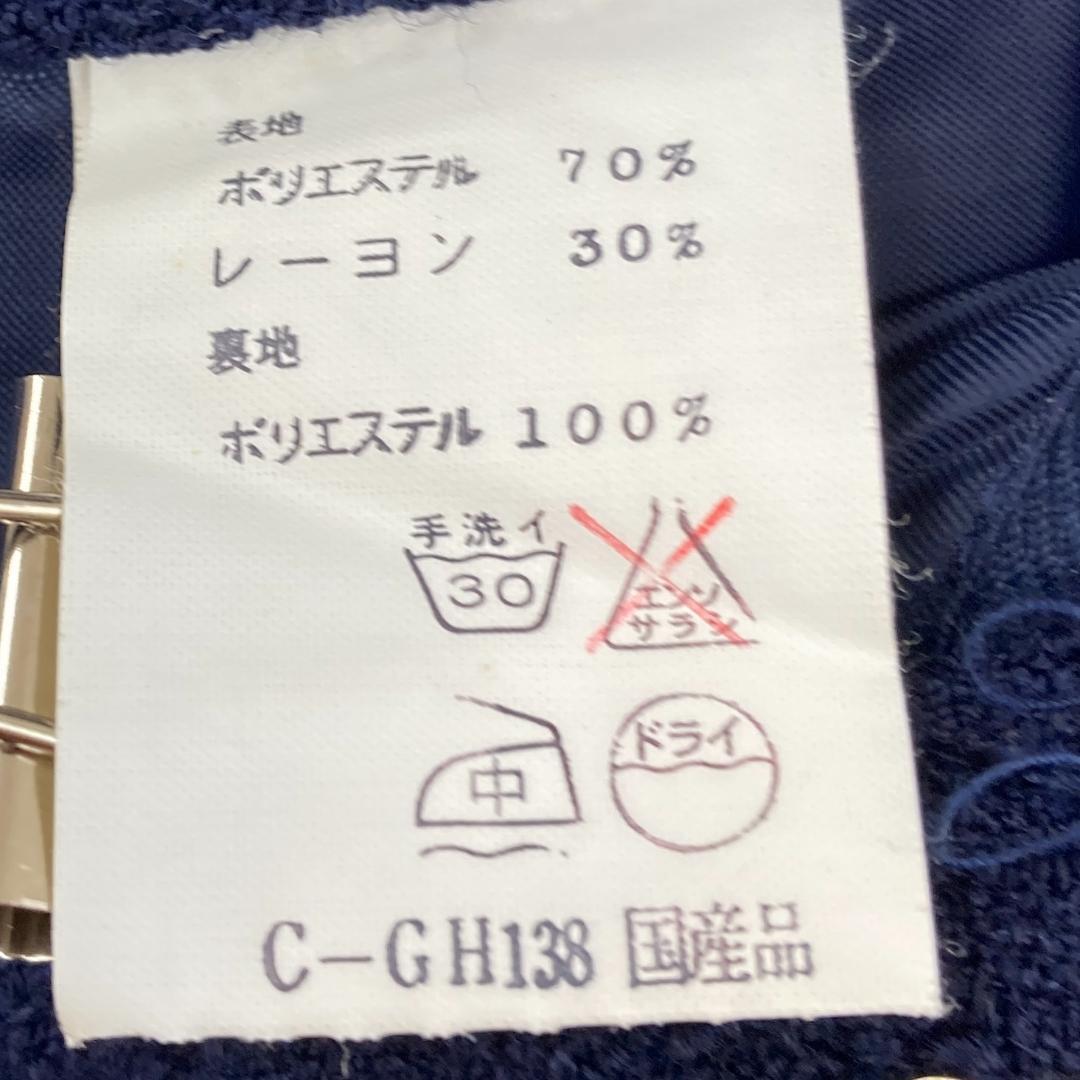 表地
ポリエステル 70%
レーヨン 30%
裏地
ポリエステル 100%
手洗イ
30
エンソ
サラシ
中
ドライ
C-GH138 国産品